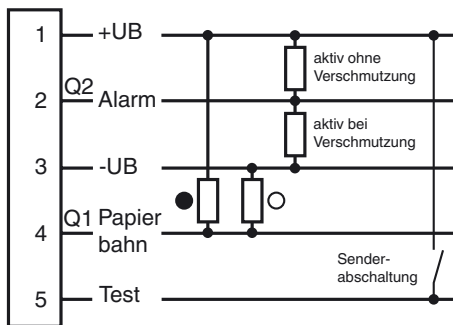 1 +UB
aktiv ohne
Verschmutzung
Q2
2 Alarm
aktiv bei
Verschmutzung
3 -UB
Q1 Papier
4 bahn
Sender-
abschaltung
5 Test